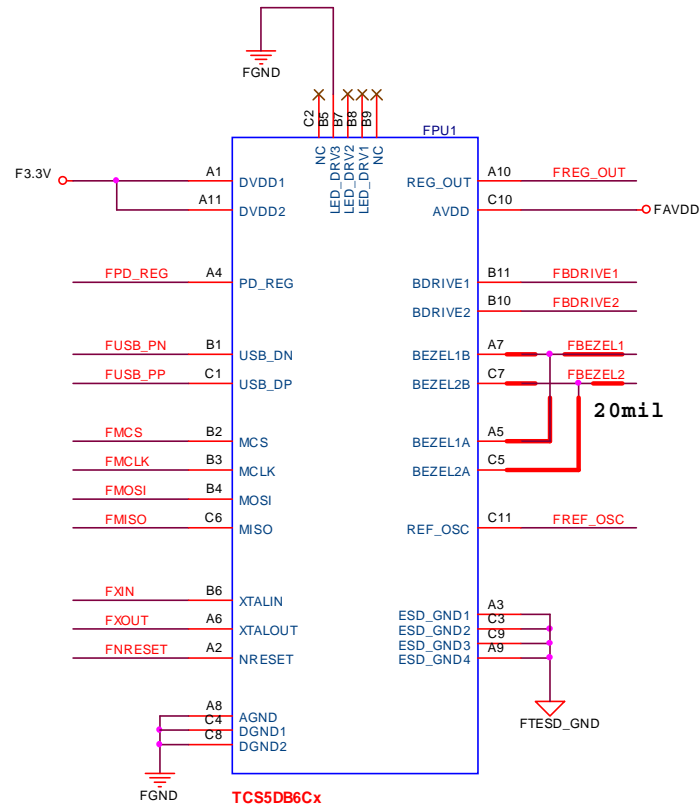 FGND
C2
B5
B7
B8
B9
FPU1
NC
LED_DRV3
LED_DRV2
LED_DRV1
NC
F3.3V
A1
DVDD1
A11
DVDD2
FPD_REG
A4
PD_REG
FUSB_PN
B1
USB_DN
FUSB_PP
C1
USB_DP
FMCS
B2
MCS
FMCLK
B3
MCLK
FMOSI
B4
MOSI
FMISO
C6
MISO
FXIN
B6
XTALIN
FXOUT
A6
XTALOUT
FNRESET
A2
NRESET
A8
AGND
C4
DGND1
C8
DGND2
FGND
REG_OUT
A10
FREG_OUT
AVDD
C10
FAVDD
BDRIVE1
B11
FBDRIVE1
BDRIVE2
B10
FBDRIVE2
BEZEL1B
A7
FBEZEL1
BEZEL2B
C7
FBEZEL2
20mil
BEZEL1A
A5
BEZEL2A
C5
REF_OSC
C11
FREF_OSC
ESD_GND1
A3
ESD_GND2
C3
ESD_GND3
C9
ESD_GND4
A9
FTESD_GND
TCS5DB6Cx